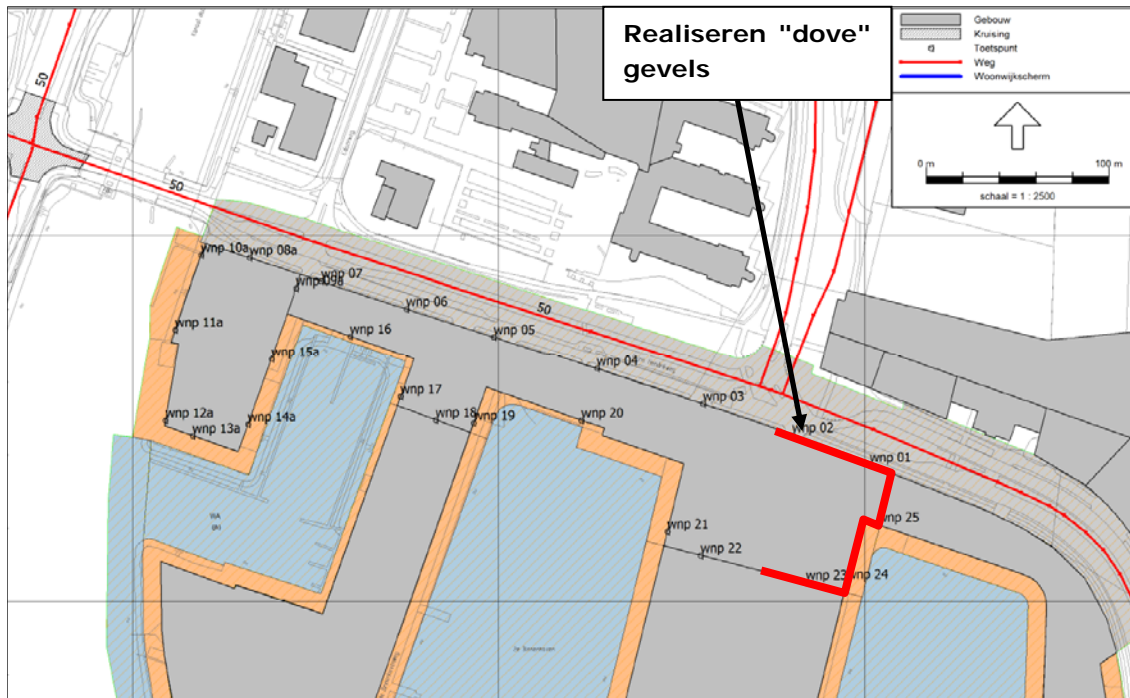 Realiseren "dove"
gevels
Gebouw
Kruising
Toetspunt
Weg
Woonwijkscherm
0 m
100 m
schaal = 1 : 2500
50
50
50
wnp 10a
wnp 08a
wnp 07
wnp 09a
wnp 06
wnp 05
wnp 04
wnp 03
wnp 02
wnp 01
wnp 11a
wnp 16
wnp 15a
wnp 17
wnp 18
wnp 19
wnp 20
wnp 12a
wnp 13a
wnp 14a
wnp 21
wnp 22
wnp 23
wnp 24
wnp 25
WA